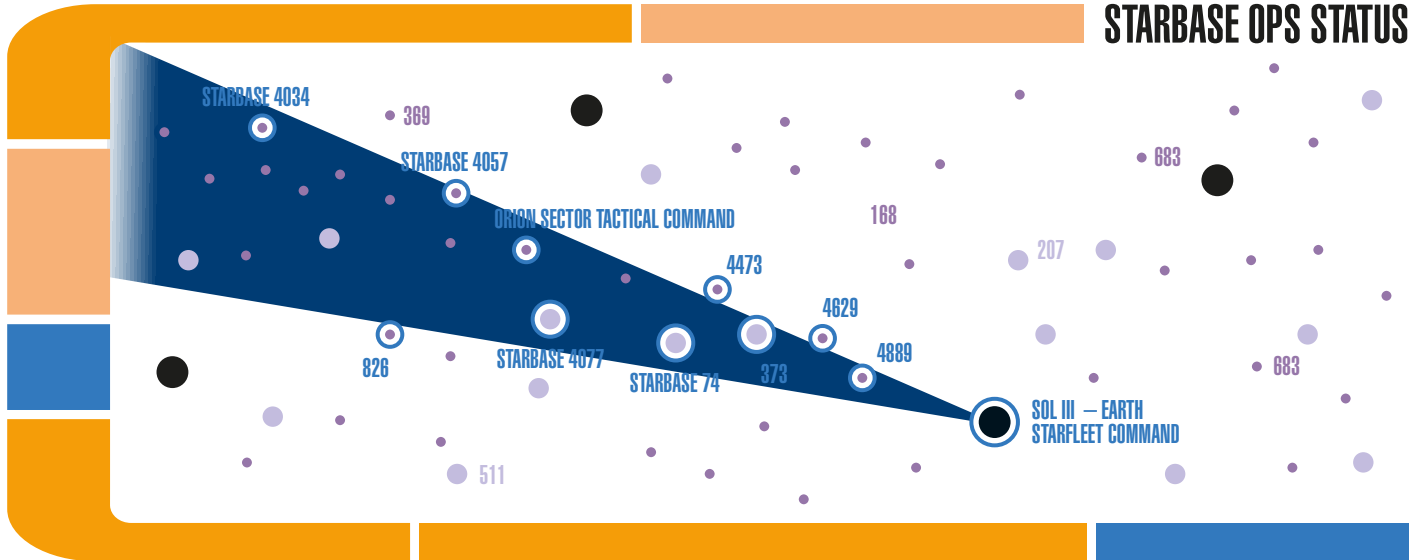 STARBASE OPS STATUS
STARBASE 4034
369
STARBASE 4057
683
ORION SECTOR TACTICAL COMMAND
168
207
4473
4629
826
STARBASE 4077
4889
STARBASE 74
373
683
SOL III – EARTH
STARFLEET COMMAND
511